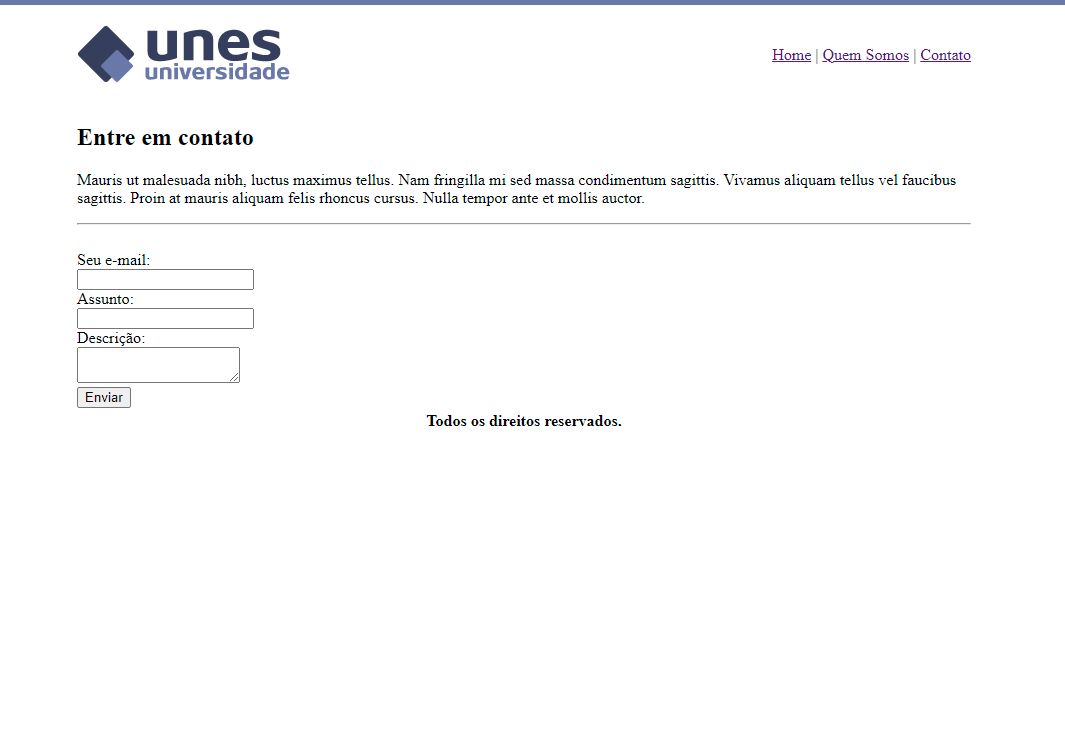 unes
universidade
Home | Quem Somos | Contato
Entre em contato
Mauris ut malesuada nibh, luctus maximus tellus. Nam fringilla mi sed massa condimentum sagittis. Vivamus aliquam tellus vel faucibus
sagittis. Proin at mauris aliquam felis rhoncus cursus. Nulla tempor ante et mollis auctor.
Seu e-mail:
Assunto:
Descrição:
Enviar
Todos os direitos reservados.